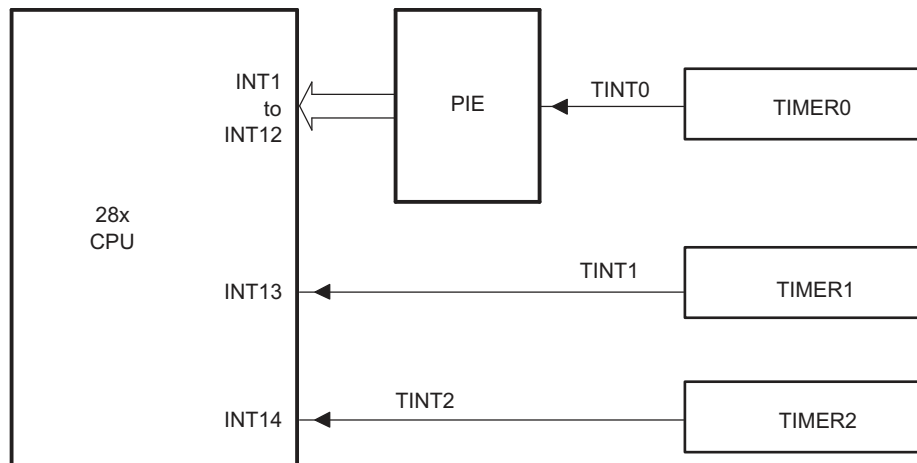 INT1
to
INT12
PIE
TINT0
TIMER0
28x
CPU
INT13
TINT1
TIMER1
INT14
TINT2
TIMER2